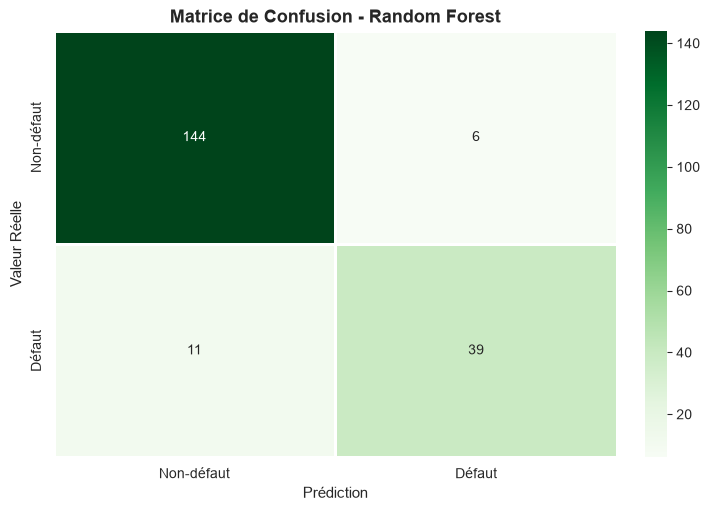 Matrice de Confusion - Random Forest
Valeur Réelle
Non-défaut
144
6
Défaut
11
39
Non-défaut
Défaut
Prédiction
140
120
100
80
60
40
20